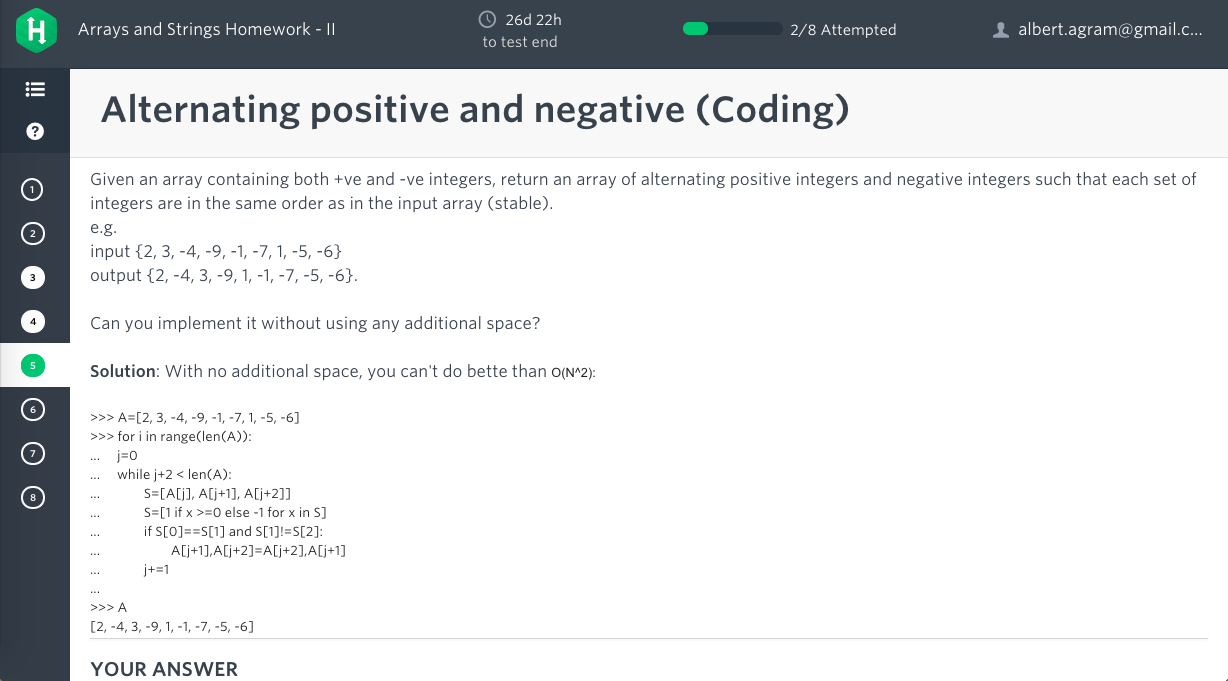 H
Arrays and Strings Homework - II
26d 22h
to test end
2/8 Attempted
albert.agram@gmail.c...
?
1
2
3
4
5
6
7
8
Alternating positive and negative (Coding)
Given an array containing both +ve and -ve integers, return an array of alternating positive integers and negative integers such that each set of
integers are in the same order as in the input array (stable).
e.g.
input {2, 3, -4, -9, -1, -7, 1, -5, -6}
output {2, -4, 3, -9, 1, -1, -7, -5, -6}.
Can you implement it without using any additional space?
Solution: With no additional space, you can't do bette than O(N^2):
>>> A=[2, 3, -4, -9, -1, -7, 1, -5, -6]
>>> for i in range(len(A)):
... j=0
... while j+2 < len(A):
... S=[A[j], A[j+1], A[j+2]]
... S=[1 if x >=0 else -1 for x in S]
... if S[0]==S[1] and S[1]!=S[2]:
... A[j+1],A[j+2]=A[j+2],A[j+1]
... j+=1
...
>>> A
[2, -4, 3, -9, 1, -1, -7, -5, -6]
YOUR ANSWER